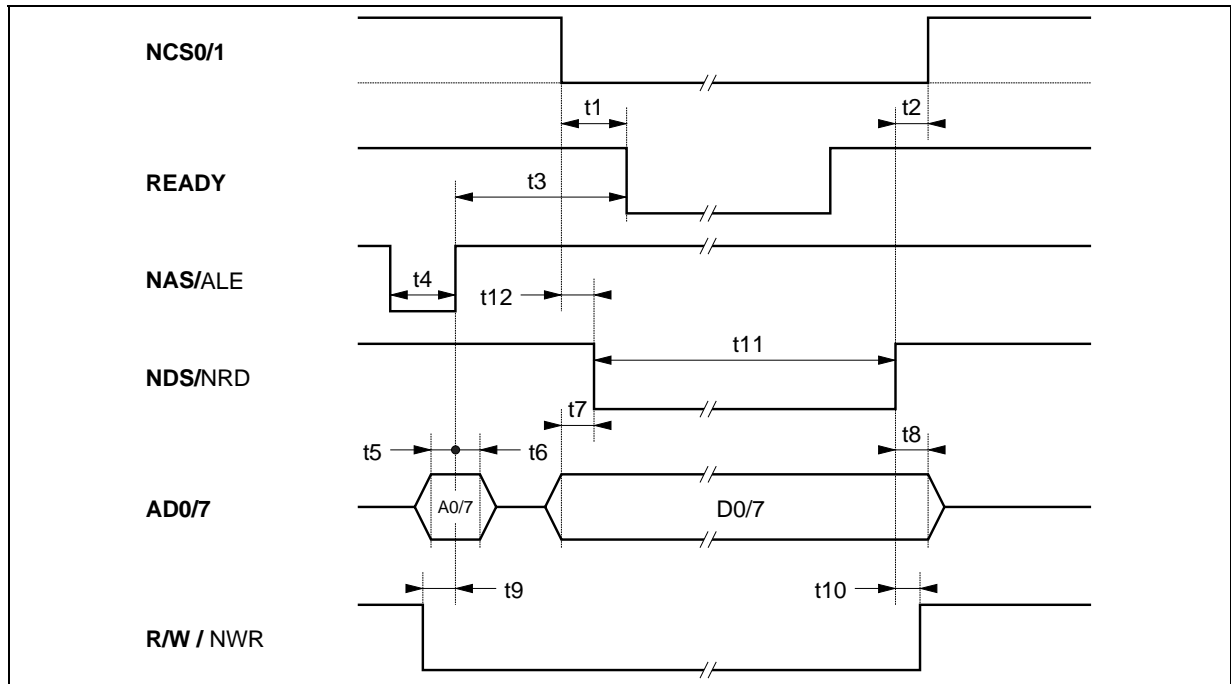 NCS0/1
t1
t2
READY
t3
NAS/ALE
t4
t12
NDS/NRD
t11
t7
t5
t6
t8
AD0/7
A0/7
D0/7
t9
t10
R/W / NWR